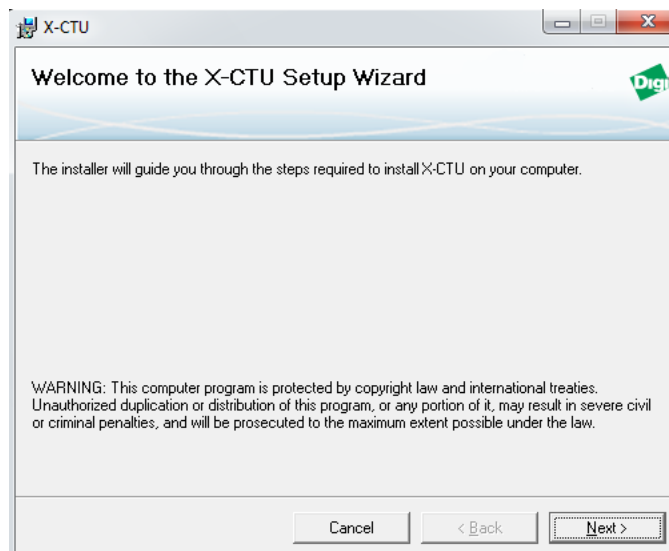 X-CTU
Welcome to the X-CTU Setup Wizard
Digi
The installer will guide you through the steps required to install X-CTU on your computer.
WARNING: This computer program is protected by copyright law and international treaties.
Unauthorized duplication or distribution of this program, or any portion of it, may result in severe civil
or criminal penalties, and will be prosecuted to the maximum extent possible under the law.
Cancel
< Back
Next >